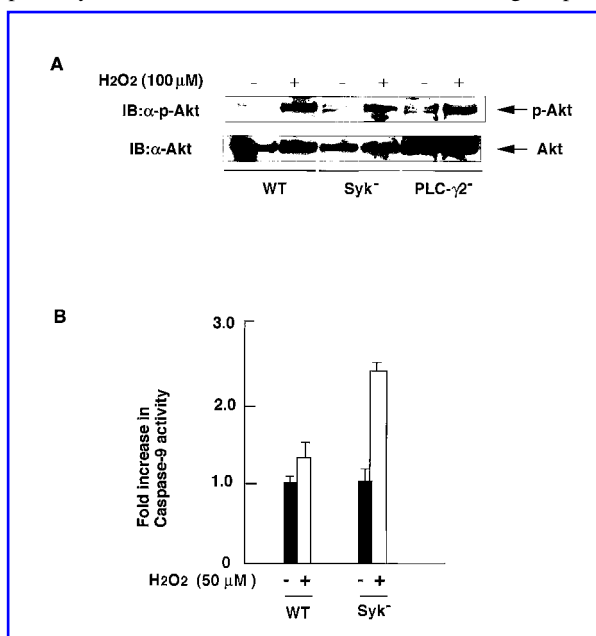 A
H2O2 (100 μM) - + - + - +
IB:α-p-Akt p-Akt
IB:α-Akt Akt
WT Syk⁻ PLC-γ2⁻
B
Fold increase in
Caspase-9 activity
3.0
2.0
1.0
0
H2O2 (50 μM) - + - +
WT Syk⁻